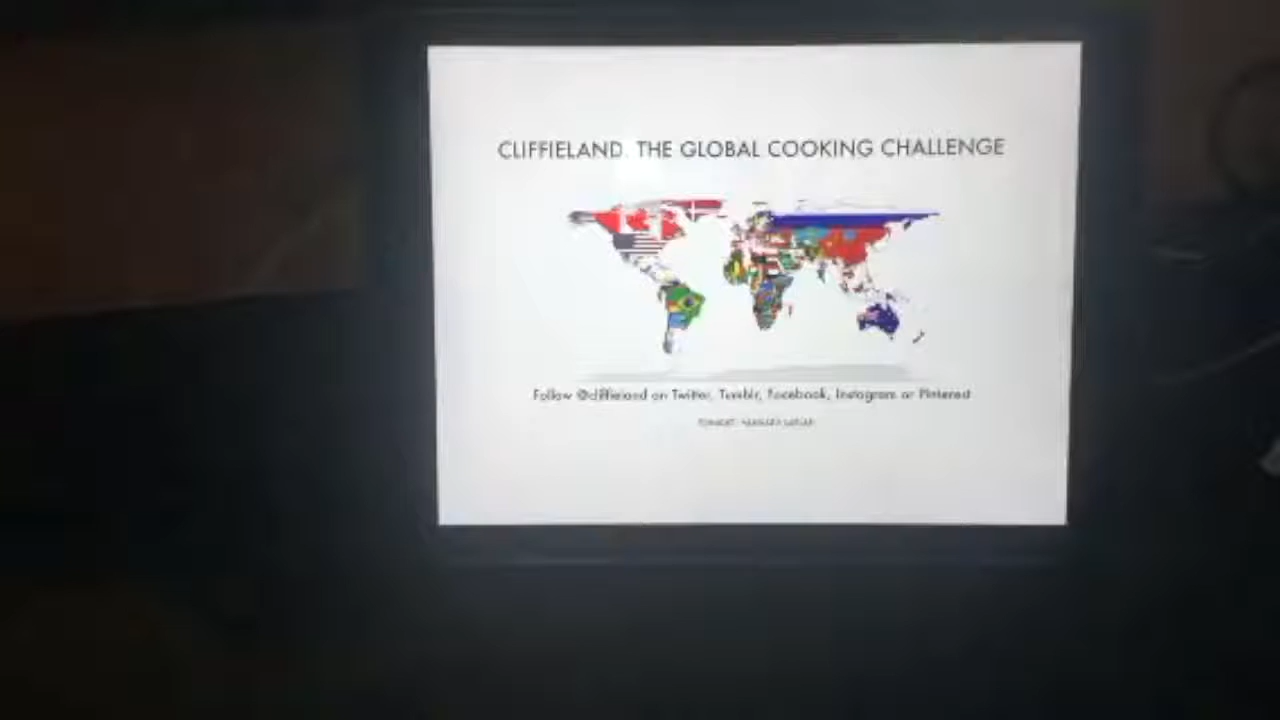 CLIFFIELAND. THE GLOBAL COOKING CHALLENGE
Follow @cliffieland on Twitter, Tumblr, Facebook, Instagram or Pinterest